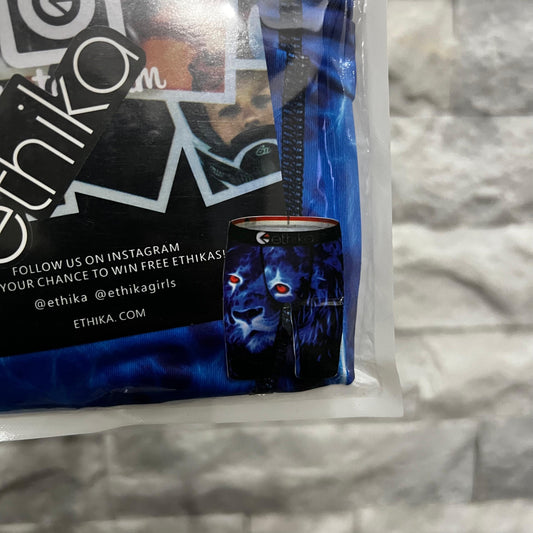 ethika
FOLLOW US ON INSTAGRAM
YOUR CHANCE TO WIN FREE ETHIKAS!
@ethika @ethikagirls
ETHIKA. COM
ethika